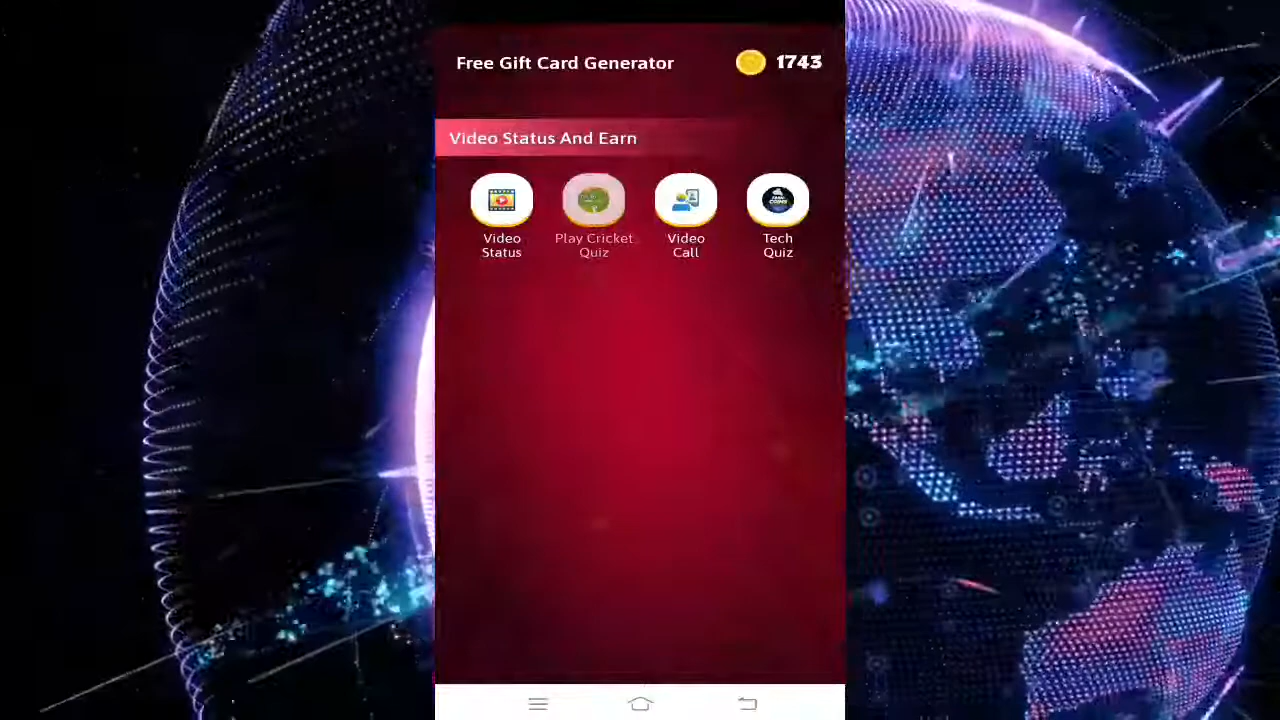 Free Gift Card Generator
1743
Video Status And Earn
Video Status
Play Cricket Quiz
Video Call
Tech Quiz